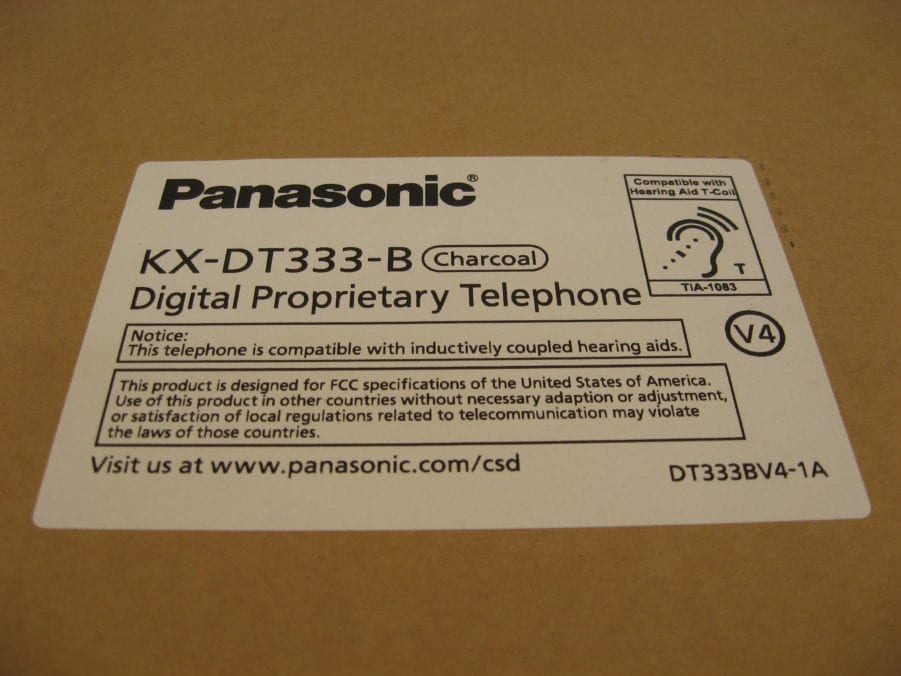 Panasonic®
Compatible with
Hearing Aid T-Coil
T
TIA-1083
KX-DT333-B Charcoal
Digital Proprietary Telephone
V4
Notice:
This telephone is compatible with inductively coupled hearing aids.
This product is designed for FCC specifications of the United States of America.
Use of this product in other countries without necessary adaption or adjustment,
or satisfaction of local regulations related to telecommunication may violate
the laws of those countries.
Visit us at www.panasonic.com/csd
DT333BV4-1A